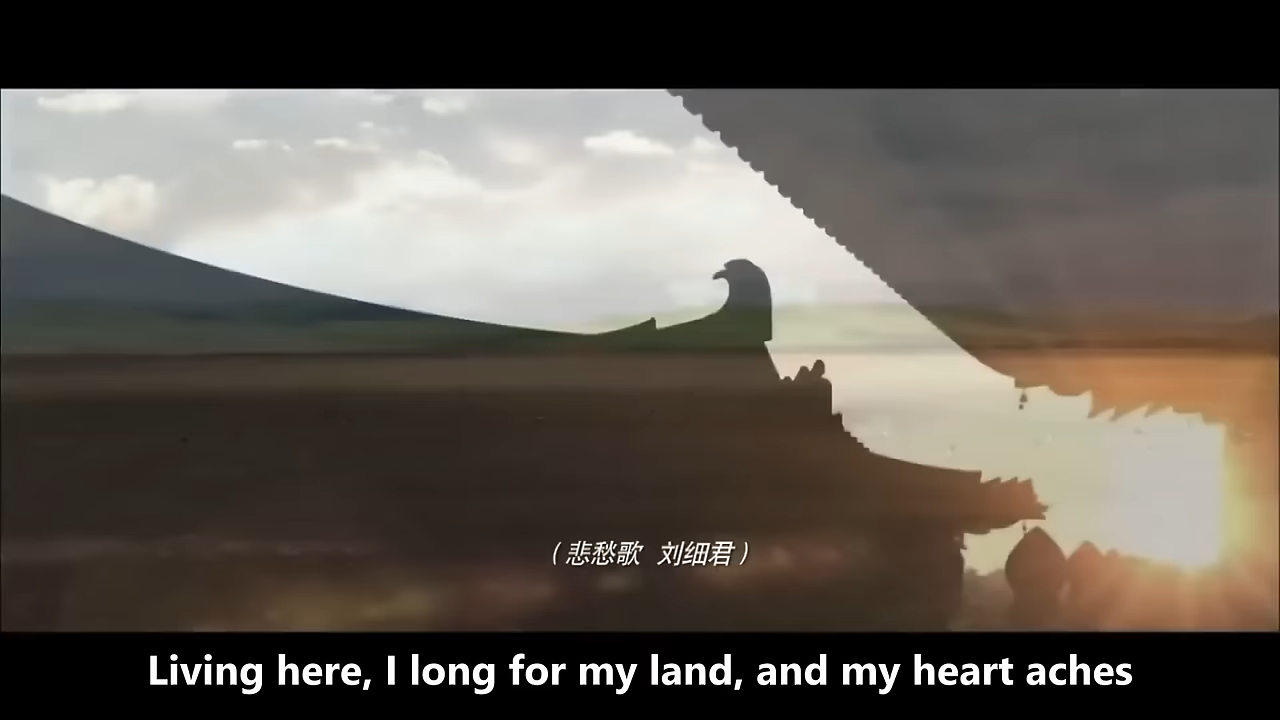 （悲愁歌 刘细君）
Living here, I long for my land, and my heart aches